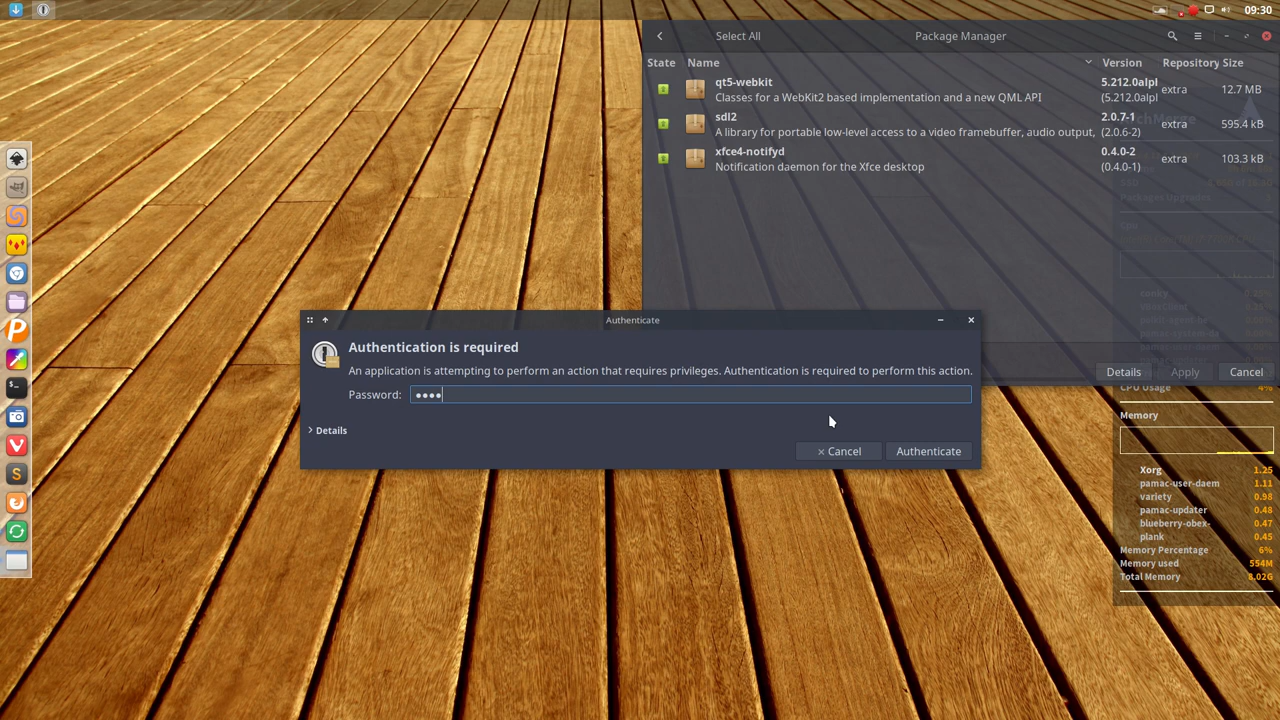 09:30
Select All
Package Manager
State Name Version Repository Size
qt5-webkit 5.212.0alpl
Classes for a WebKit2 based implementation and a new QML API (5.212.0alpl extra 12.7 MB
sdl2 2.0.7-1
A library for portable low-level access to a video framebuffer, audio output, (2.0.6-2) extra 595.4 kB
xfce4-notifyd 0.4.0-2
Notification daemon for the Xfce desktop (0.4.0-1) extra 103.3 kB
Details Apply Cancel
Authenticate
Authentication is required
An application is attempting to perform an action that requires privileges. Authentication is required to perform this action.
Password: ●●●●
Details
Cancel Authenticate
CPU Usage 4%
Memory
Xorg 1.25
pamac-user-daem 1.11
variety 0.98
pamac-updater 0.48
blueberry-obex- 0.47
plank 0.45
Memory Percentage 6%
Memory used 554M
Total Memory 8.02G